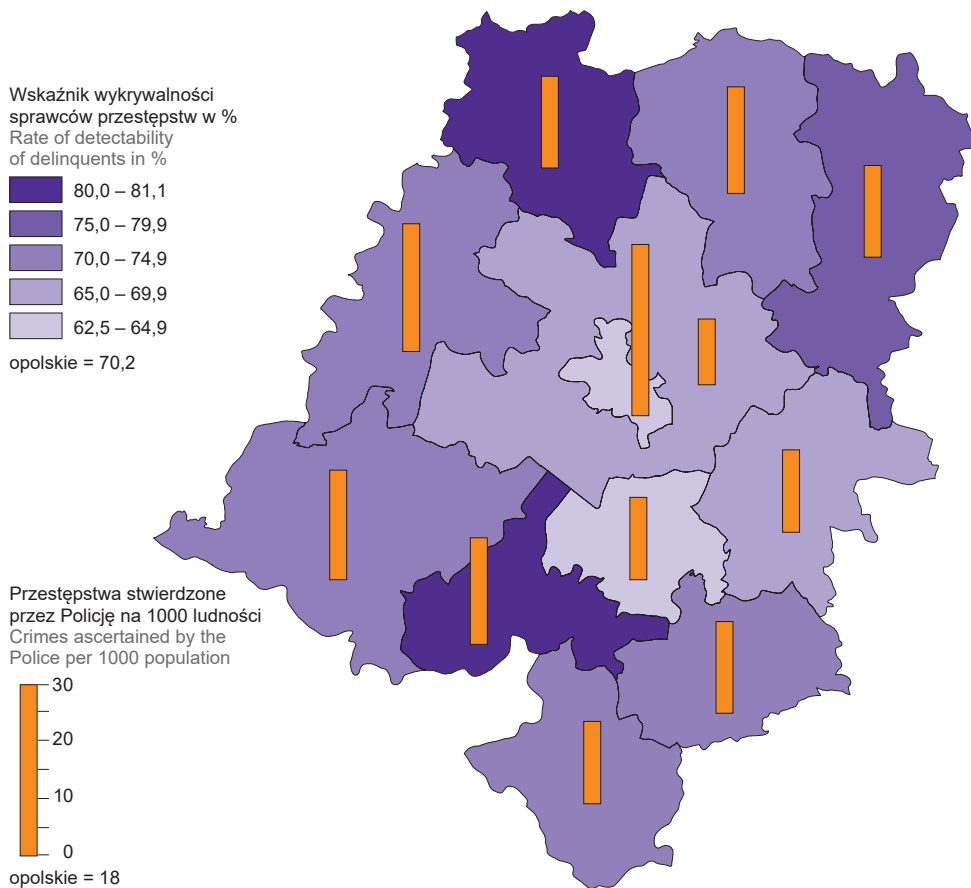 Wskaźnik wykrywalności
sprawców przestępstw w %
Rate of detectability
of delinquents in %
80,0 – 81,1
75,0 – 79,9
70,0 – 74,9
65,0 – 69,9
62,5 – 64,9
opolskie = 70,2
Przestępstwa stwierdzone
przez Policję na 1000 ludności
Crimes ascertained by the
Police per 1000 population
30
20
10
0
opolskie = 18